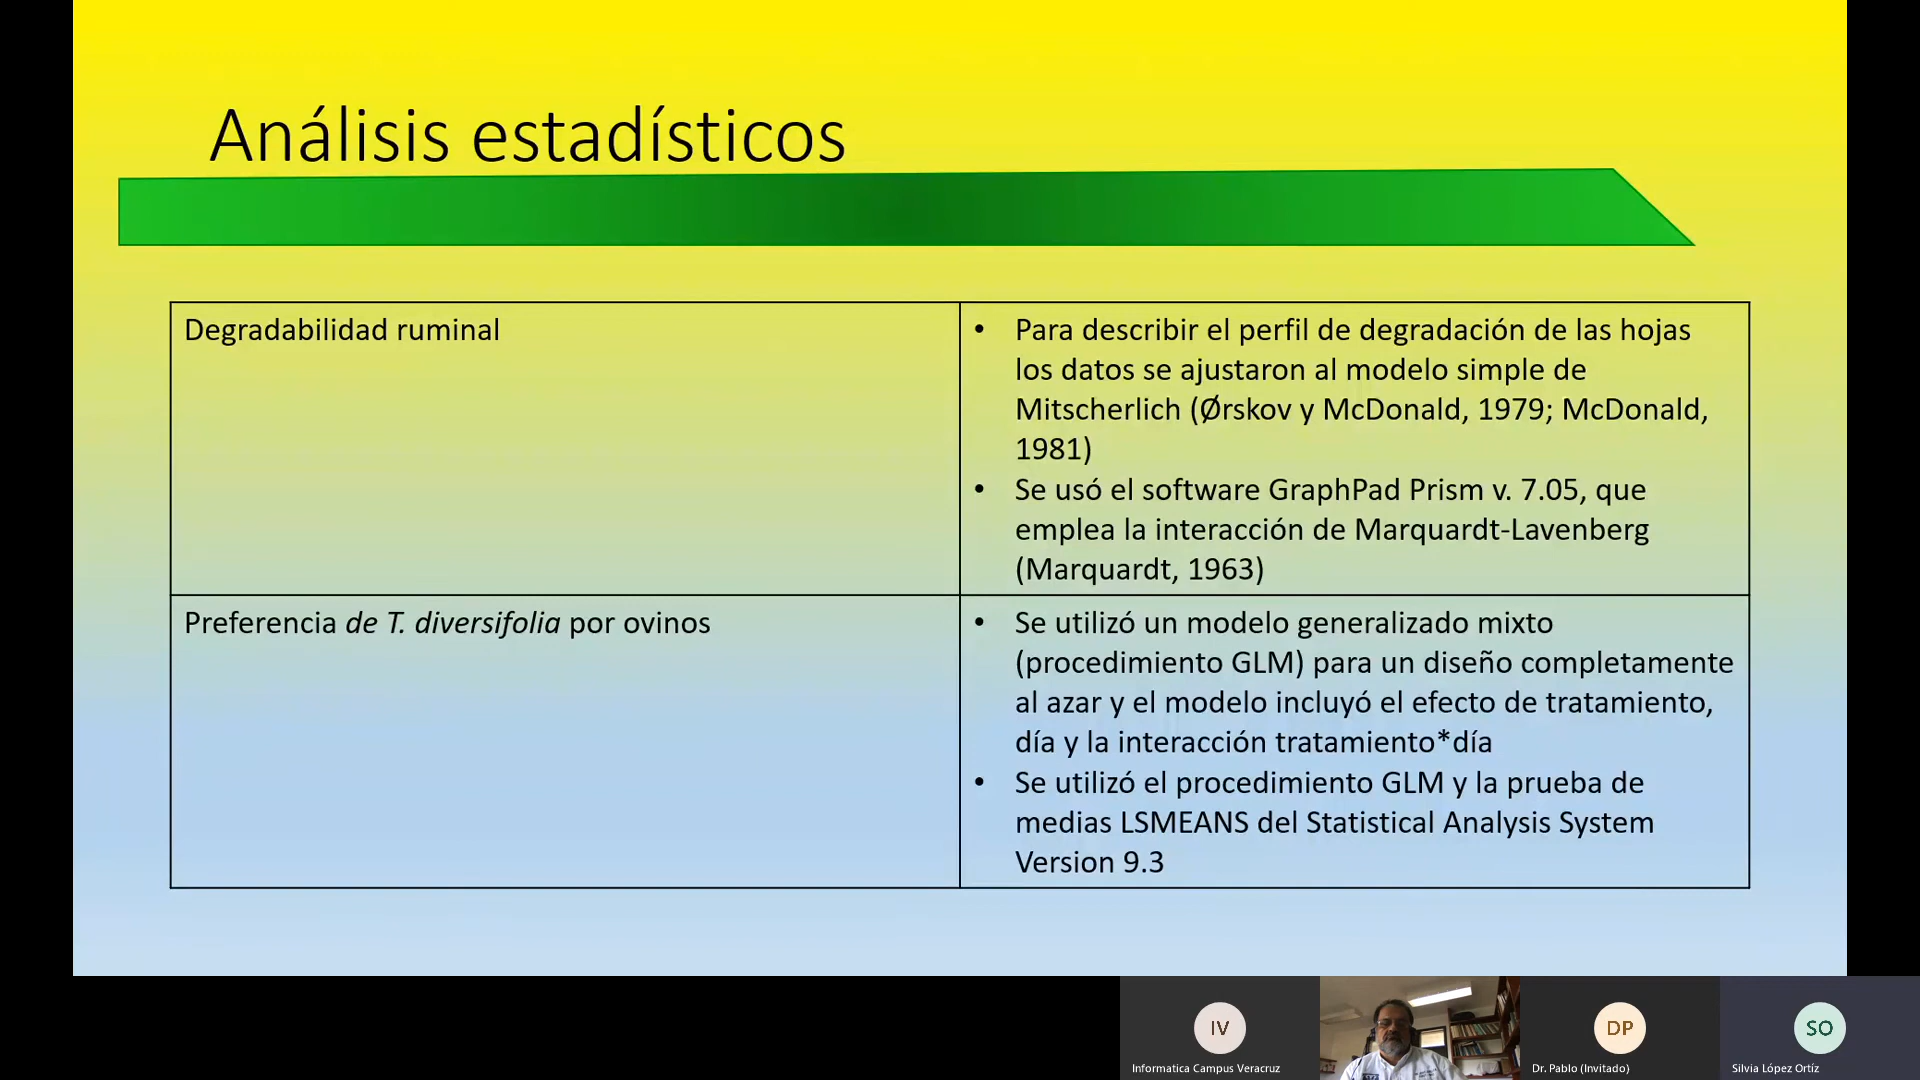 Análisis estadísticos
Degradabilidad ruminal
• Para describir el perfil de degradación de las hojas
los datos se ajustaron al modelo simple de
Mitscherlich (Ørskov y McDonald, 1979; McDonald,
1981)
• Se usó el software GraphPad Prism v. 7.05, que
emplea la interacción de Marquardt-Lavenberg
(Marquardt, 1963)
Preferencia de T. diversifolia por ovinos
• Se utilizó un modelo generalizado mixto
(procedimiento GLM) para un diseño completamente
al azar y el modelo incluyó el efecto de tratamiento,
día y la interacción tratamiento*día
• Se utilizó el procedimiento GLM y la prueba de
medias LSMEANS del Statistical Analysis System
Version 9.3
IV
Informatica Campus Veracruz
DP
Dr. Pablo (Invitado)
SO
Silvia López Ortíz